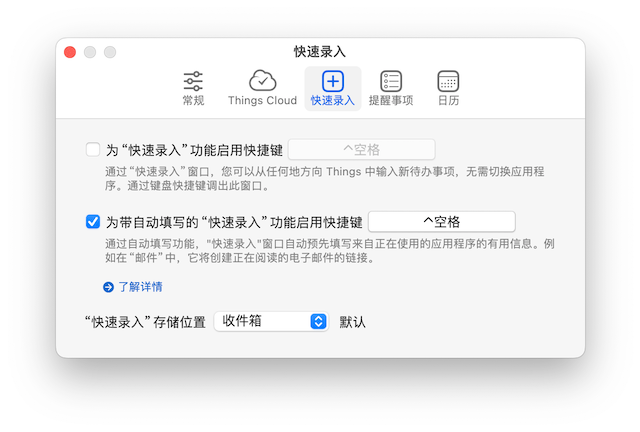 快速录入
常规 Things Cloud 快速录入 提醒事项 日历
为“快速录入”功能启用快捷键 ^空格
通过“快速录入”窗口，您可以从任何地方向 Things 中输入新待办事项，无需切换应用程
序。通过键盘快捷键调出此窗口。
为带自动填写的“快速录入”功能启用快捷键 ^空格
通过自动填写功能，"快速录入"窗口自动预先填写来自正在使用的应用程序的有用信息。例
如在“邮件”中，它将创建正在阅读的电子邮件的链接。
了解详情
“快速录入”存储位置 收件箱 默认